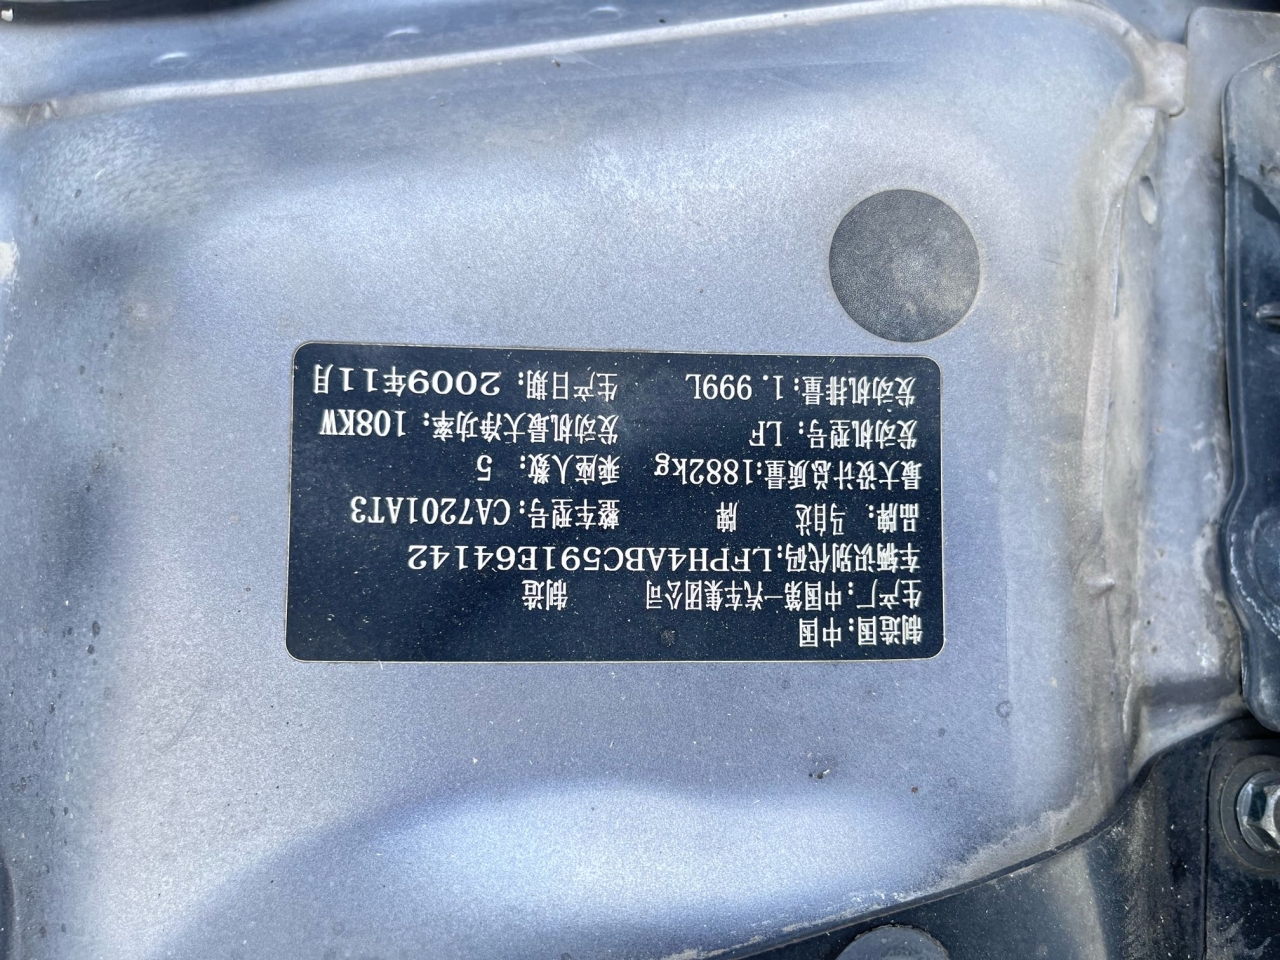 制造国:中国
生产厂:中国第一汽车集团公司 制造
车辆识别代码:LFPH4ABC591E64142
品牌: 马自达 牌 整车型号:CA7201AT3
最大设计总质量:1882kg 乘座人数: 5
发动机型号: LF 发动机最大净功率: 108KW
发动机排量:1.999L 生产日期: 2009年11月